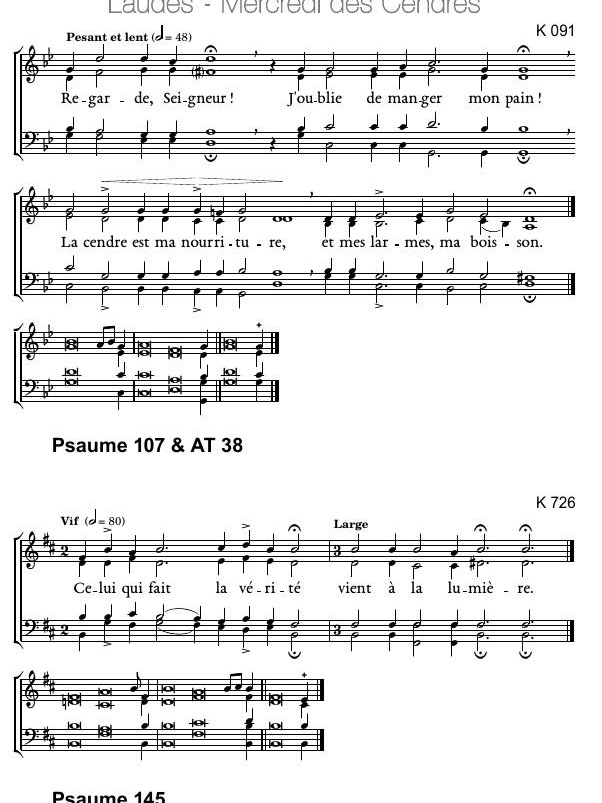 Laudes - Mercredi des Cendres
K 091
Pesant et lent (𝅗𝅥 = 48)
Re - gar - de, Sei - gneur ! J'ou - blie de man - ger mon pain !
La cendre est ma nourri - tu - re, et mes lar - mes, ma bois - son.
Psaume 107 & AT 38
K 726
Vif (𝅗𝅥 = 80) Large
Ce - lui qui fait la vé - ri - té vient à la lu - miè - re.
Psaume 145